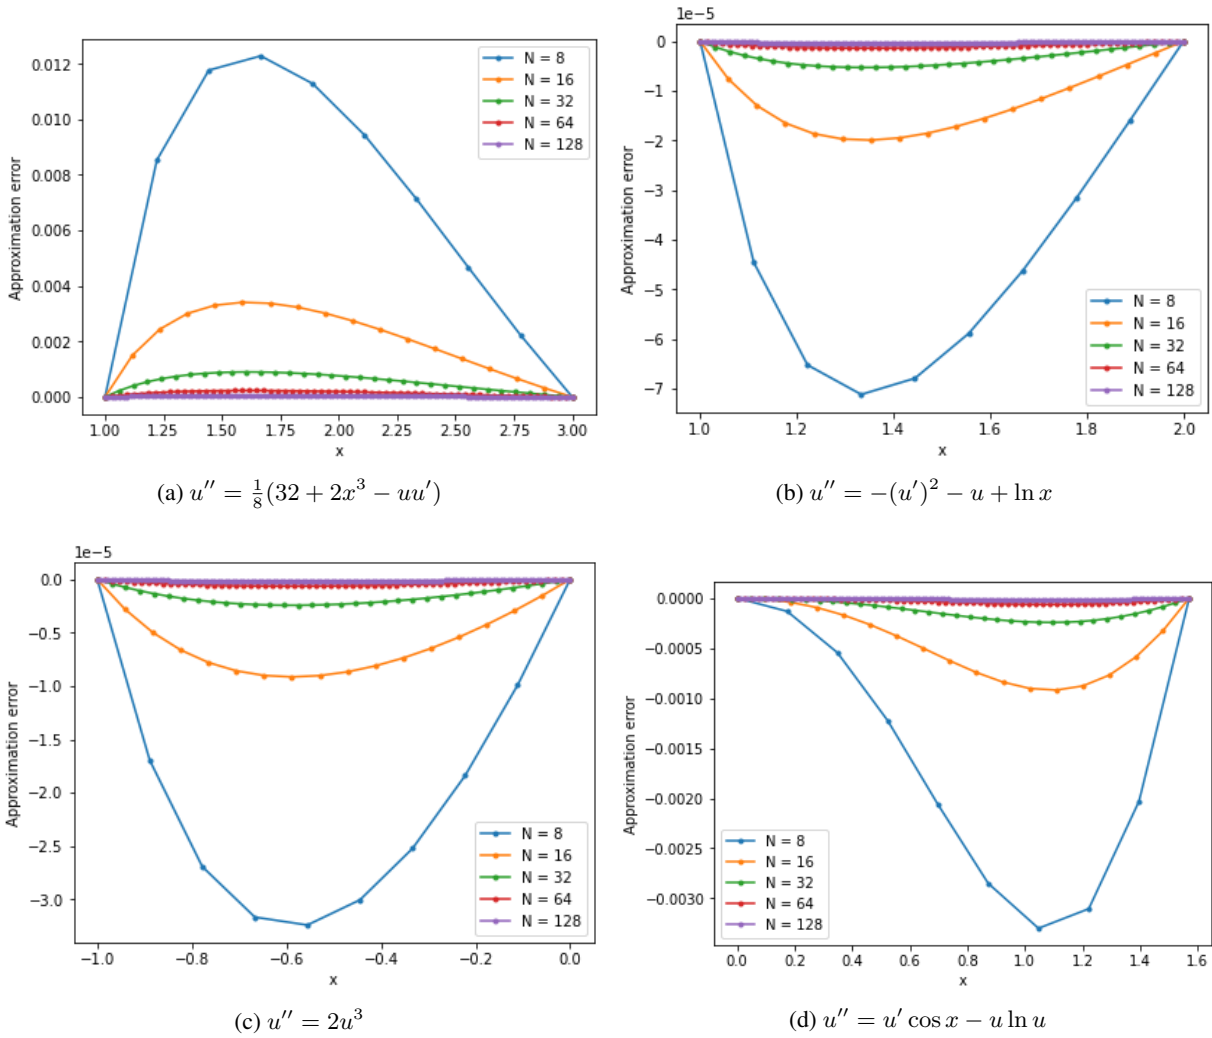 0.012
0.010
0.008
0.006
0.004
0.002
0.000
Approximation error
N = 8
N = 16
N = 32
N = 64
N = 128
1.00 1.25 1.50 1.75 2.00 2.25 2.50 2.75 3.00
x
(a) u′′ = 1/8(32 + 2x³ − uu′)
1e−5
0
−1
−2
−3
−4
−5
−6
−7
Approximation error
N = 8
N = 16
N = 32
N = 64
N = 128
1.0 1.2 1.4 1.6 1.8 2.0
x
(b) u′′ = −(u′)² − u + ln x
1e−5
0.0
−0.5
−1.0
−1.5
−2.0
−2.5
−3.0
Approximation error
N = 8
N = 16
N = 32
N = 64
N = 128
−1.0 −0.8 −0.6 −0.4 −0.2 0.0
x
(c) u′′ = 2u³
0.0000
−0.0005
−0.0010
−0.0015
−0.0020
−0.0025
−0.0030
Approximation error
N = 8
N = 16
N = 32
N = 64
N = 128
0.0 0.2 0.4 0.6 0.8 1.0 1.2 1.4 1.6
x
(d) u′′ = u′ cos x − u ln u